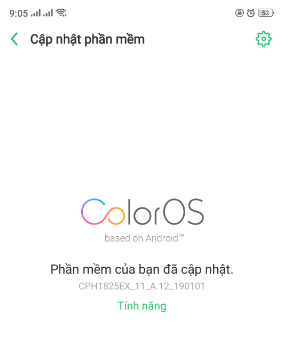 9:05 52
Cập nhật phần mềm
ColorOS
based on Android™
Phần mềm của bạn đã cập nhật.
CPH1825EX_11_A.12_190101
Tính năng